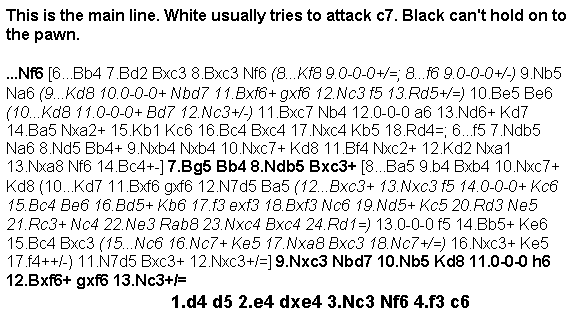 This is the main line. White usually tries to attack c7. Black can't hold on to
the pawn.
...Nf6 [6...Bb4 7.Bd2 Bxc3 8.Bxc3 Nf6 (8...Kf8 9.0-0-0+/=; 8...f6 9.0-0-0+/-) 9.Nb5
Na6 (9...Kd8 10.0-0-0+ Nbd7 11.Bxf6+ gxf6 12.Nc3 f5 13.Rd5+/=) 10.Be5 Be6
(10...Kd8 11.0-0-0+ Bd7 12.Nc3+/-) 11.Bxc7 Nb4 12.0-0-0 a6 13.Nd6+ Kd7
14.Ba5 Nxa2+ 15.Kb1 Kc6 16.Bc4 Bxc4 17.Nxc4 Kb5 18.Rd4=; 6...f5 7.Ndb5
Na6 8.Nd5 Bb4+ 9.Nxb4 Nxb4 10.Nxc7+ Kd8 11.Bf4 Nxc2+ 12.Kd2 Nxa1
13.Nxa8 Nf6 14.Bc4+-] 7.Bg5 Bb4 8.Ndb5 Bxc3+ [8...Ba5 9.b4 Bxb4 10.Nxc7+
Kd8 (10...Kd7 11.Bxf6 gxf6 12.N7d5 Ba5 (12...Bxc3+ 13.Nxc3 f5 14.0-0-0+ Kc6
15.Bc4 Be6 16.Bd5+ Kb6 17.f3 exf3 18.Bxf3 Nc6 19.Nd5+ Kc5 20.Rd3 Ne5
21.Rc3+ Nc4 22.Ne3 Rab8 23.Nxc4 Bxc4 24.Rd1=) 13.0-0-0 f5 14.Bb5+ Ke6
15.Bc4 Bxc3 (15...Nc6 16.Nc7+ Ke5 17.Nxa8 Bxc3 18.Nc7+/=) 16.Nxc3+ Ke5
17.f4++/-) 11.N7d5 Bxc3+ 12.Nxc3+/=] 9.Nxc3 Nbd7 10.Nb5 Kd8 11.0-0-0 h6
12.Bxf6+ gxf6 13.Nc3+/=
1.d4 d5 2.e4 dxe4 3.Nc3 Nf6 4.f3 c6